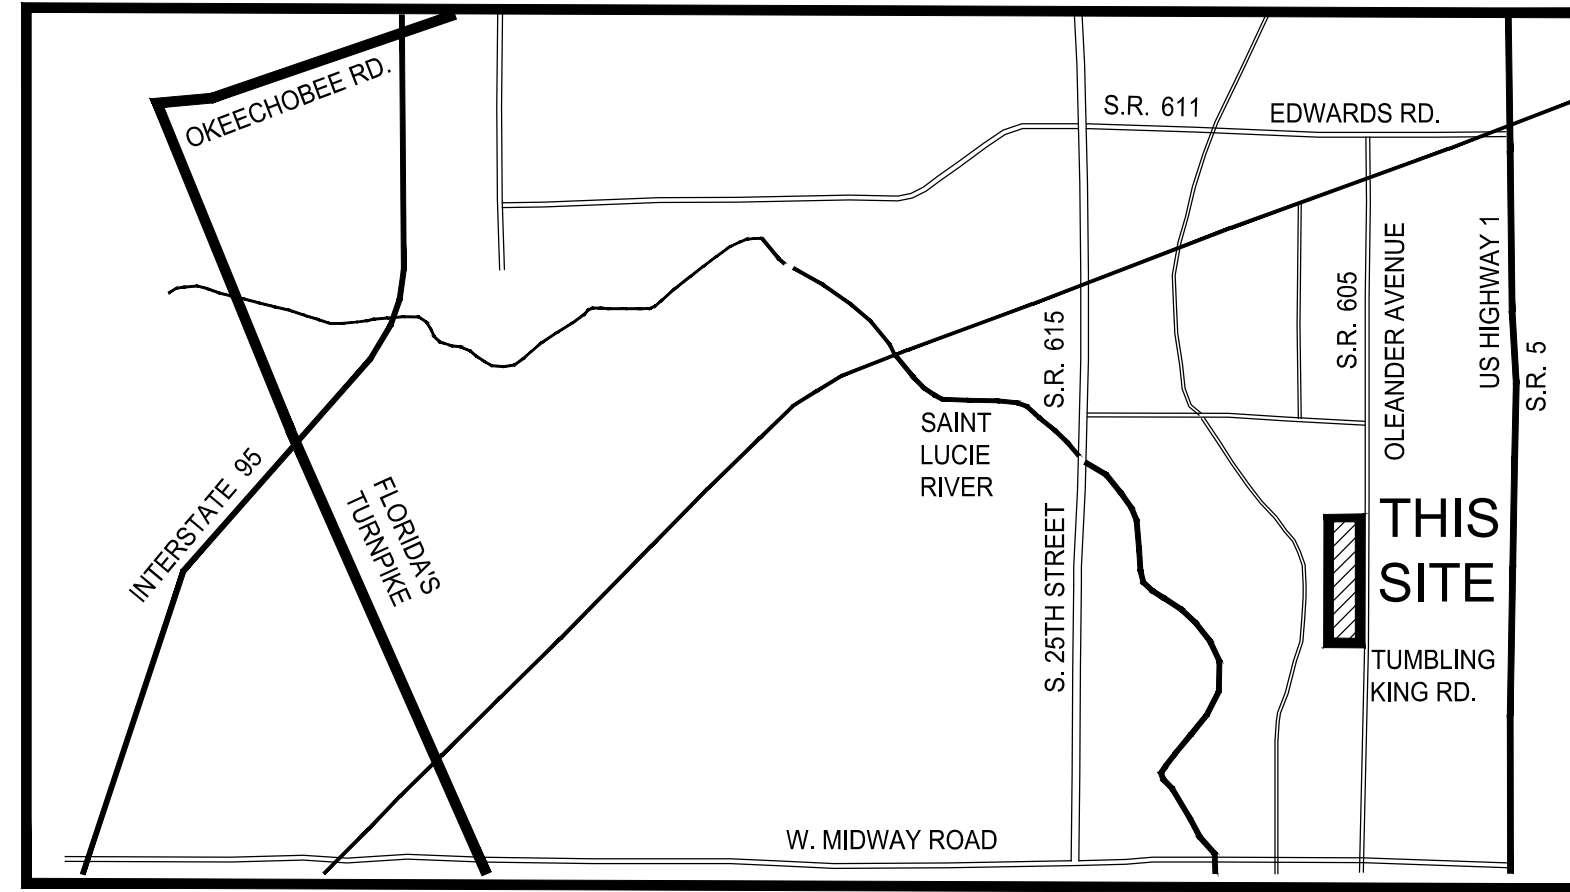 OKEECHOBEE RD.
S.R. 611
EDWARDS RD.
S.R. 615
S.R. 605
OLEANDER AVENUE
US HIGHWAY 1
S.R. 5
SAINT
LUCIE
RIVER
INTERSTATE 95
FLORIDA'S
TURNPIKE
S. 25TH STREET
THIS
SITE
TUMBLING
KING RD.
W. MIDWAY ROAD